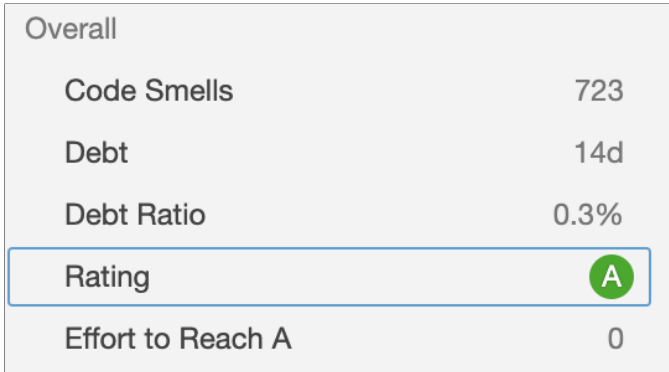 Overall
Code Smells 723
Debt 14d
Debt Ratio 0.3%
Rating A
Effort to Reach A 0